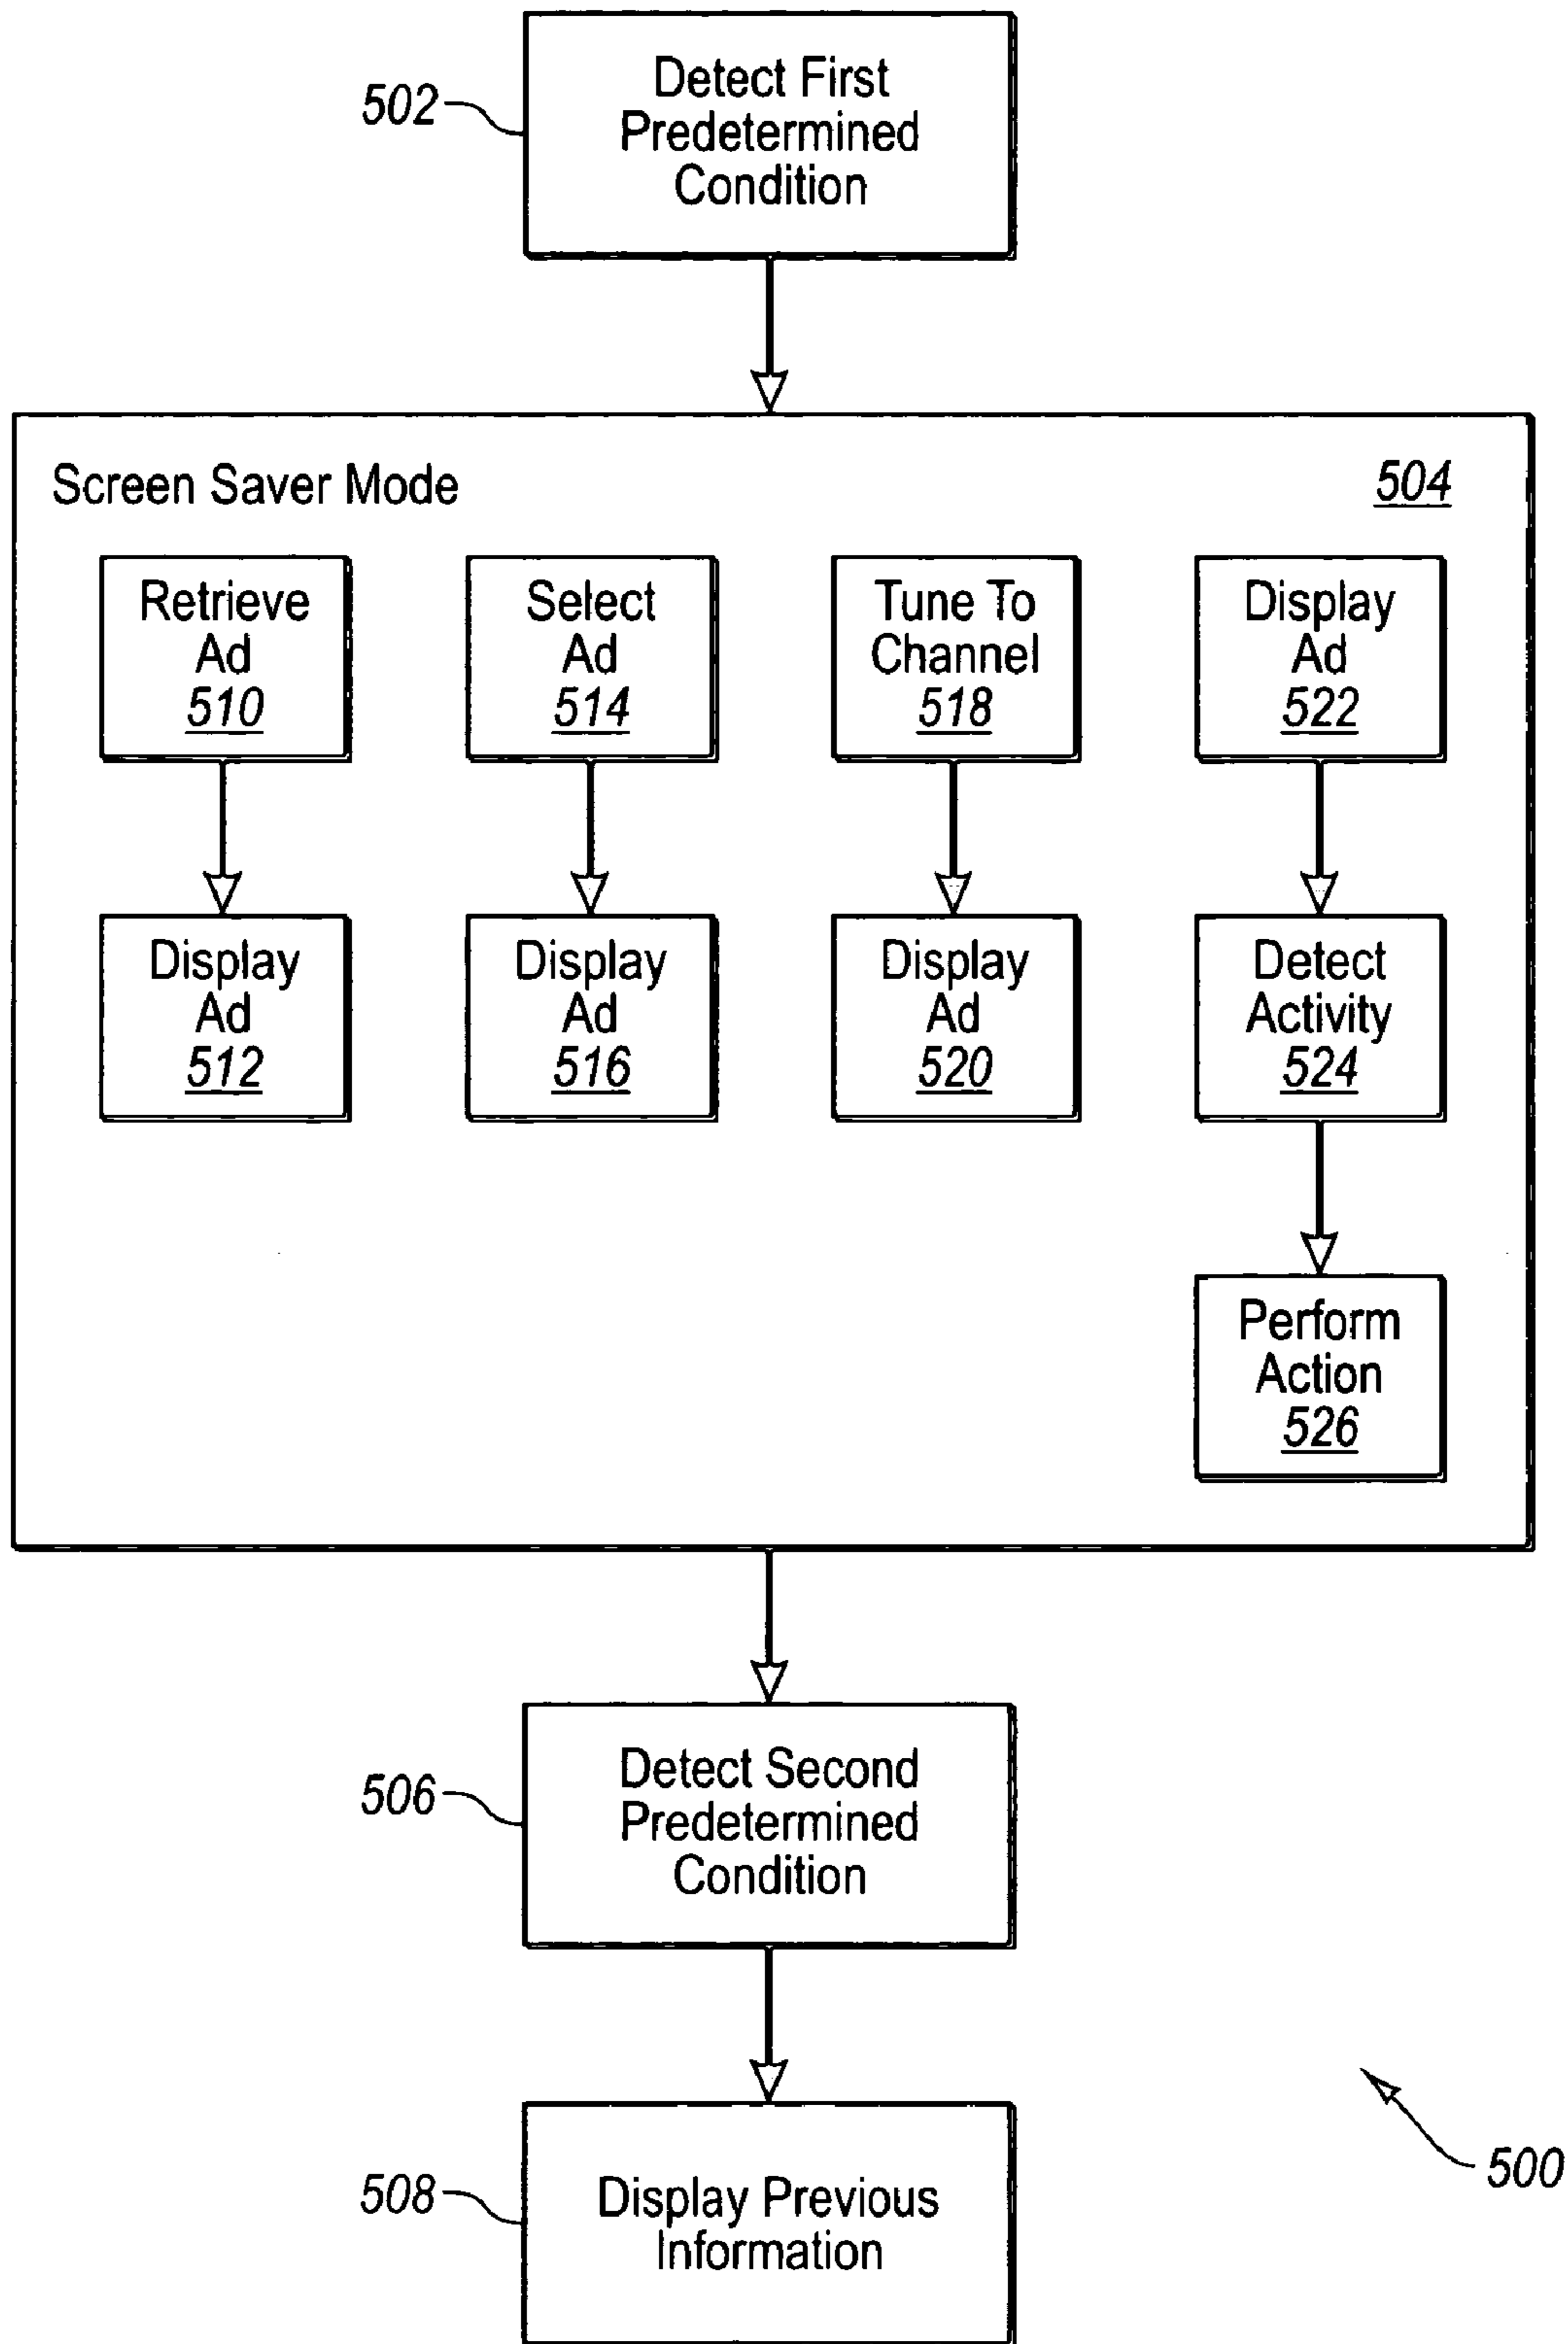 Detect First
Predetermined
Condition
502
Screen Saver Mode
504
Retrieve
Ad
510
Select
Ad
514
Tune To
Channel
518
Display
Ad
522
Display
Ad
512
Display
Ad
516
Display
Ad
520
Detect
Activity
524
Perform
Action
526
Detect Second
Predetermined
Condition
506
Display Previous
Information
508
500